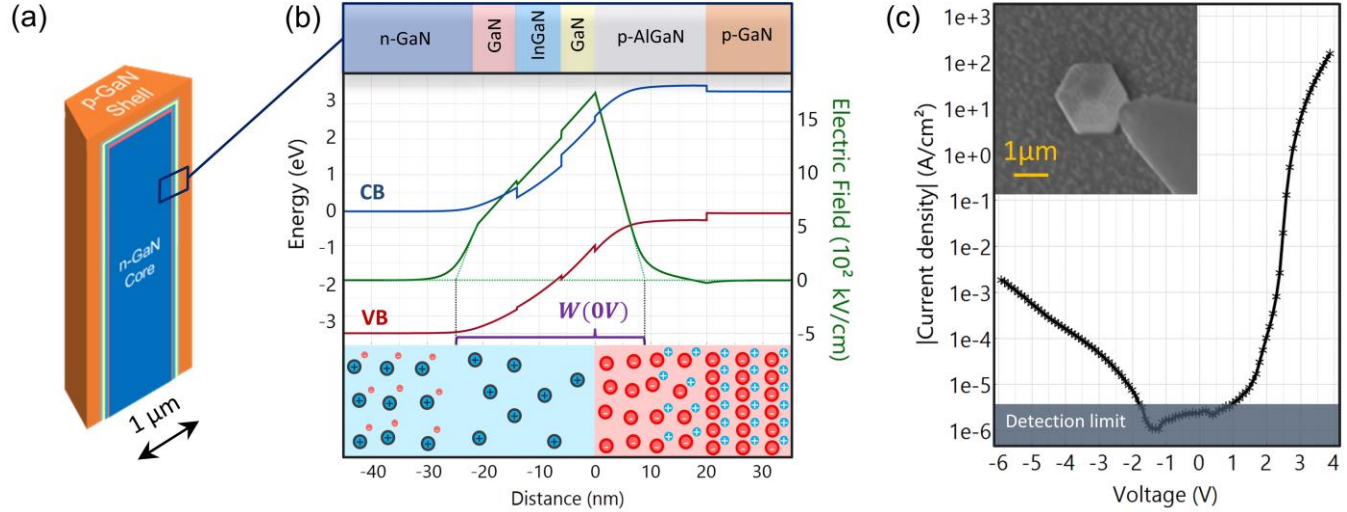 (a)
p-GaN
Shell
n-GaN
Core
1 μm
(b)
n-GaN
GaN
InGaN
GaN
p-AlGaN
p-GaN
Energy (eV)
3
2
1
0
-1
-2
-3
CB
VB
W(0V)
15
10
5
0
-5
Electric Field (10² kV/cm)
-40 -30 -20 -10 0 10 20 30
Distance (nm)
(c)
|Current density| (A/cm²)
1e+3
1e+2
1e+1
1e+0
1e-1
1e-2
1e-3
1e-4
1e-5
1e-6
1μm
Detection limit
-6 -5 -4 -3 -2 -1 0 1 2 3 4
Voltage (V)